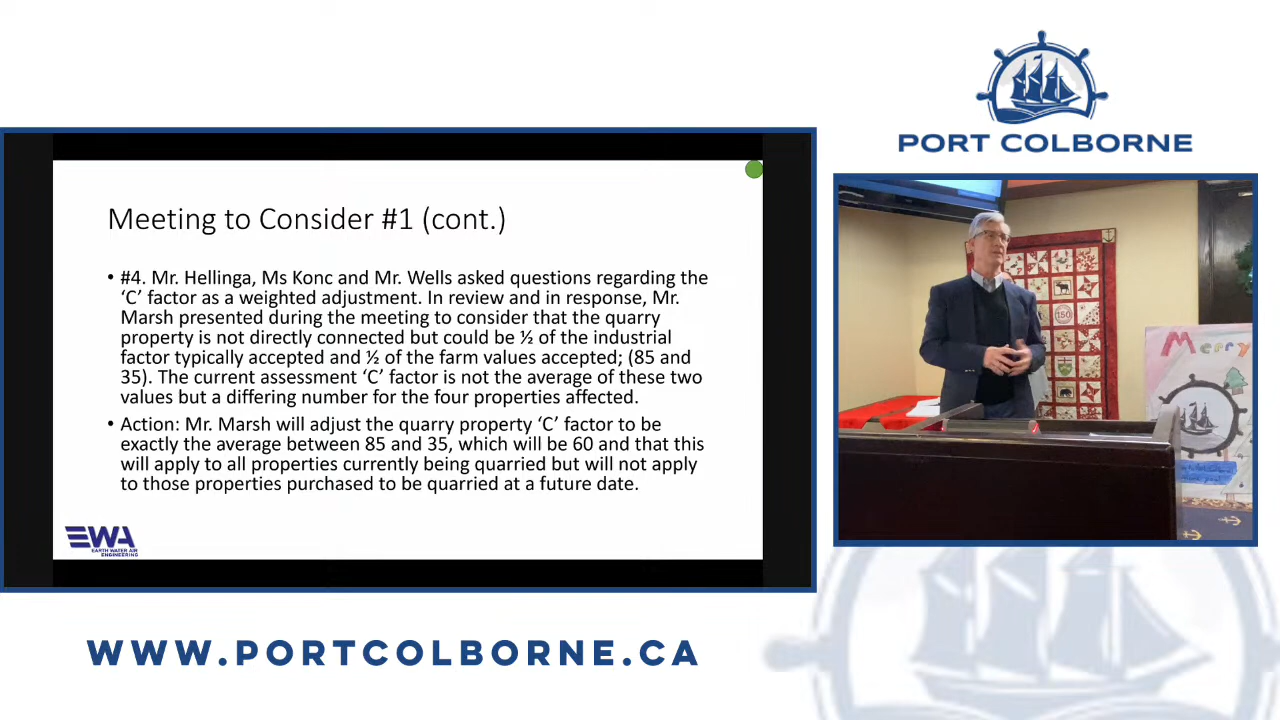 Meeting to Consider #1 (cont.)
• #4. Mr. Hellinga, Ms Konc and Mr. Wells asked questions regarding the
‘C’ factor as a weighted adjustment. In review and in response, Mr.
Marsh presented during the meeting to consider that the quarry
property is not directly connected but could be ½ of the industrial
factor typically accepted and ½ of the farm values accepted; (85 and
35). The current assessment ‘C’ factor is not the average of these two
values but a differing number for the four properties affected.
• Action: Mr. Marsh will adjust the quarry property ‘C’ factor to be
exactly the average between 85 and 35, which will be 60 and that this
will apply to all properties currently being quarried but will not apply
to those properties purchased to be quarried at a future date.
EWA
EARTH WATER AIR
ENGINEERING
PORT COLBORNE
150
Merry
WWW.PORTCOLBORNE.CA